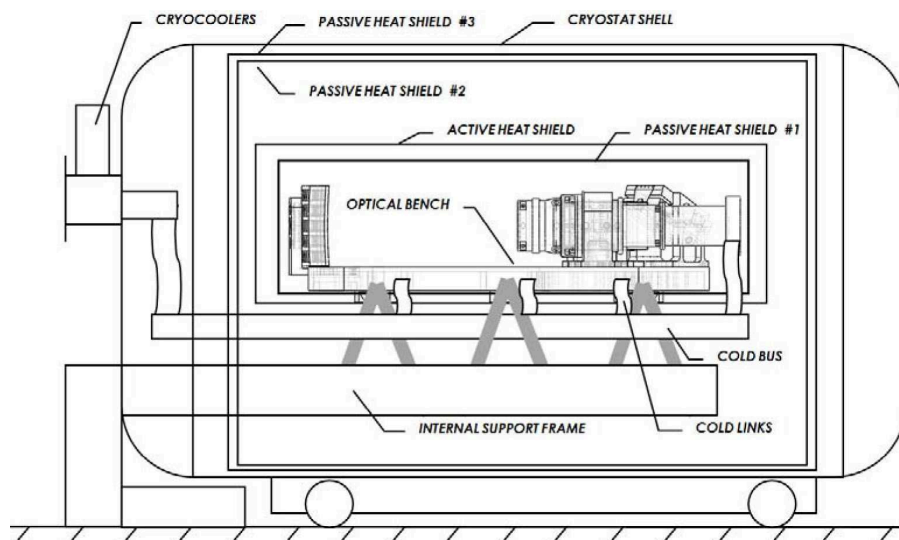 CRYOCOOLERS
PASSIVE HEAT SHIELD #3
CRYOSTAT SHELL
PASSIVE HEAT SHIELD #2
ACTIVE HEAT SHIELD
PASSIVE HEAT SHIELD #1
OPTICAL BENCH
COLD BUS
INTERNAL SUPPORT FRAME
COLD LINKS